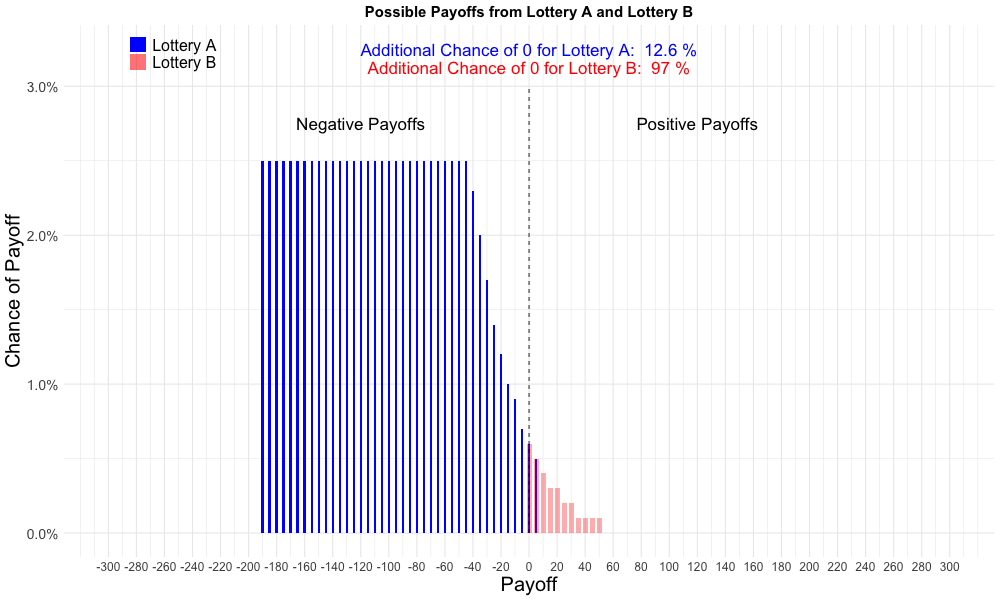 Possible Payoffs from Lottery A and Lottery B
Lottery A
Lottery B
Additional Chance of 0 for Lottery A: 12.6 %
Additional Chance of 0 for Lottery B: 97 %
Negative Payoffs
Positive Payoffs
Chance of Payoff
3.0%
2.0%
1.0%
0.0%
-300 -280 -260 -240 -220 -200 -180 -160 -140 -120 -100 -80 -60 -40 -20 0 20 40 60 80 100 120 140 160 180 200 220 240 260 280 300
Payoff